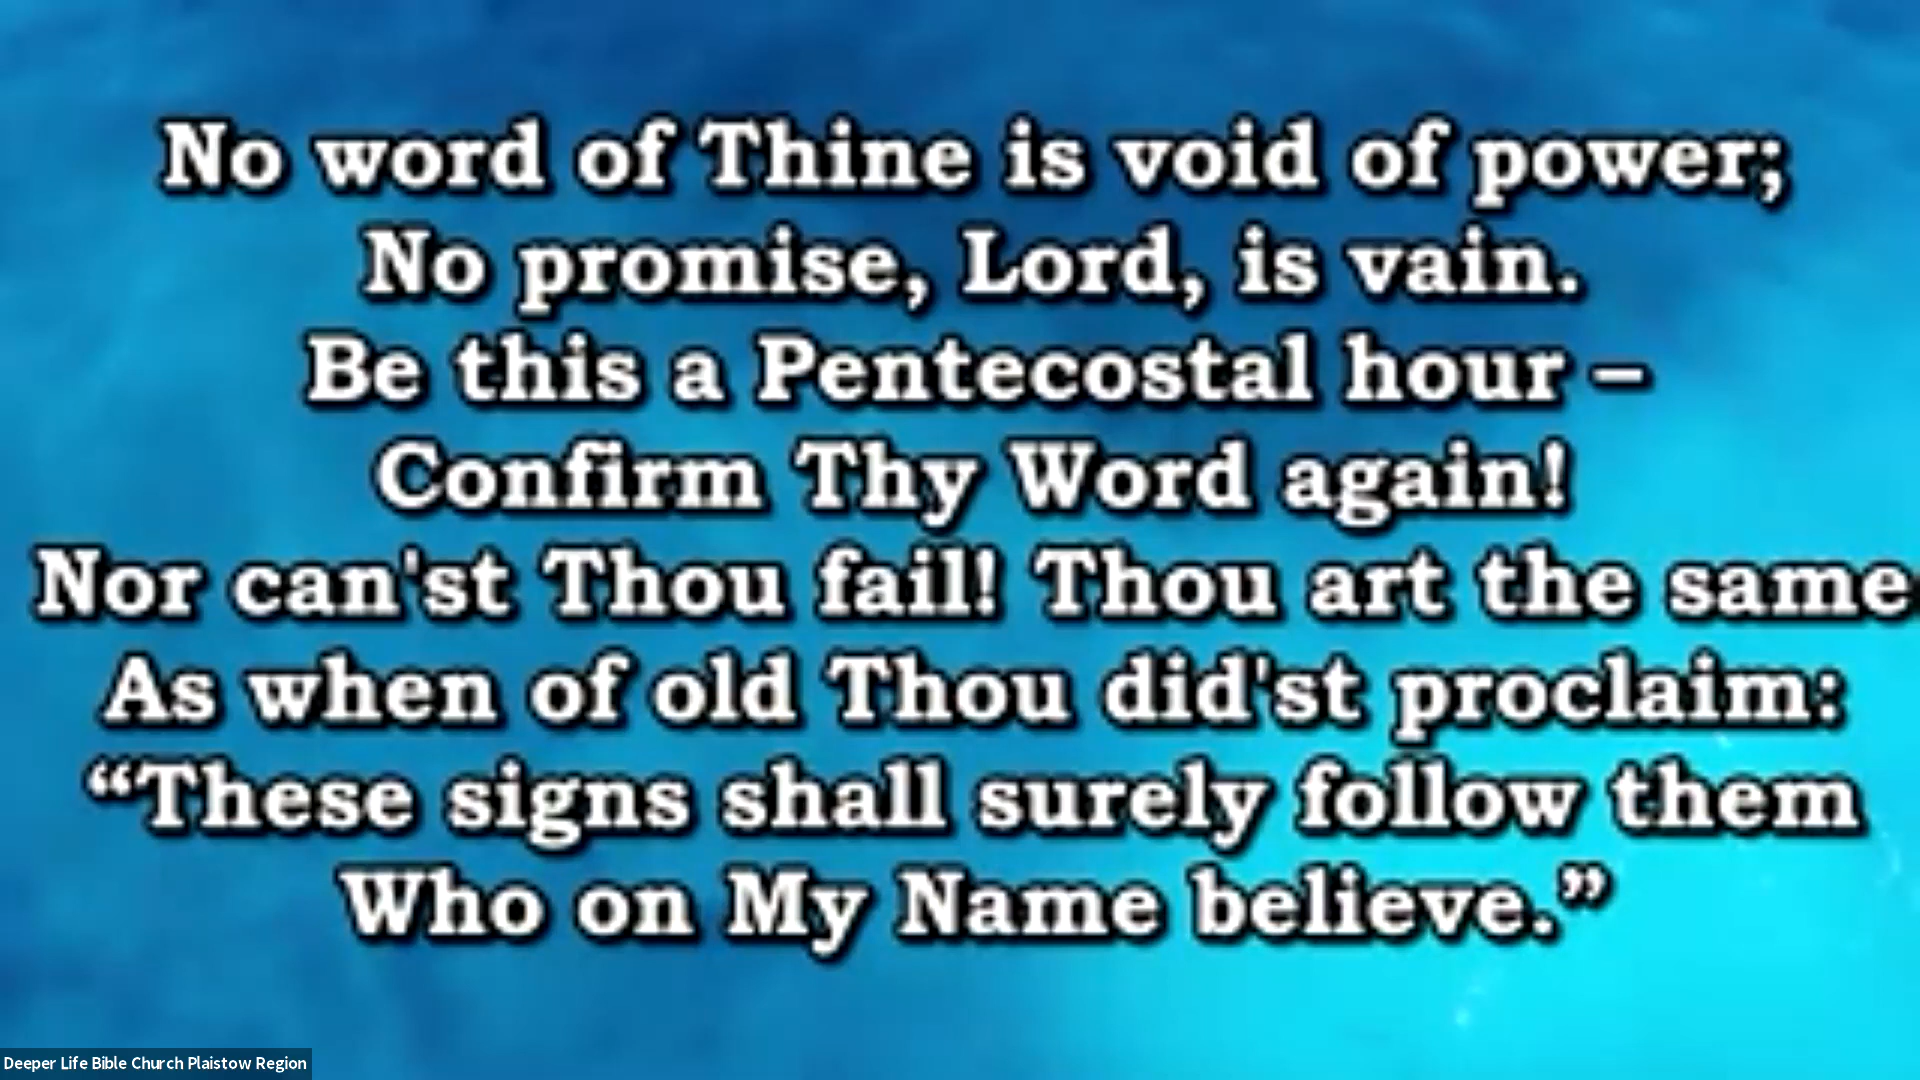 No word of Thine is void of power;
No promise, Lord, is vain.
Be this a Pentecostal hour –
Confirm Thy Word again!
Nor can'st Thou fail! Thou art the same
As when of old Thou did'st proclaim:
“These signs shall surely follow them
Who on My Name believe.”
Deeper Life Bible Church Plaistow Region